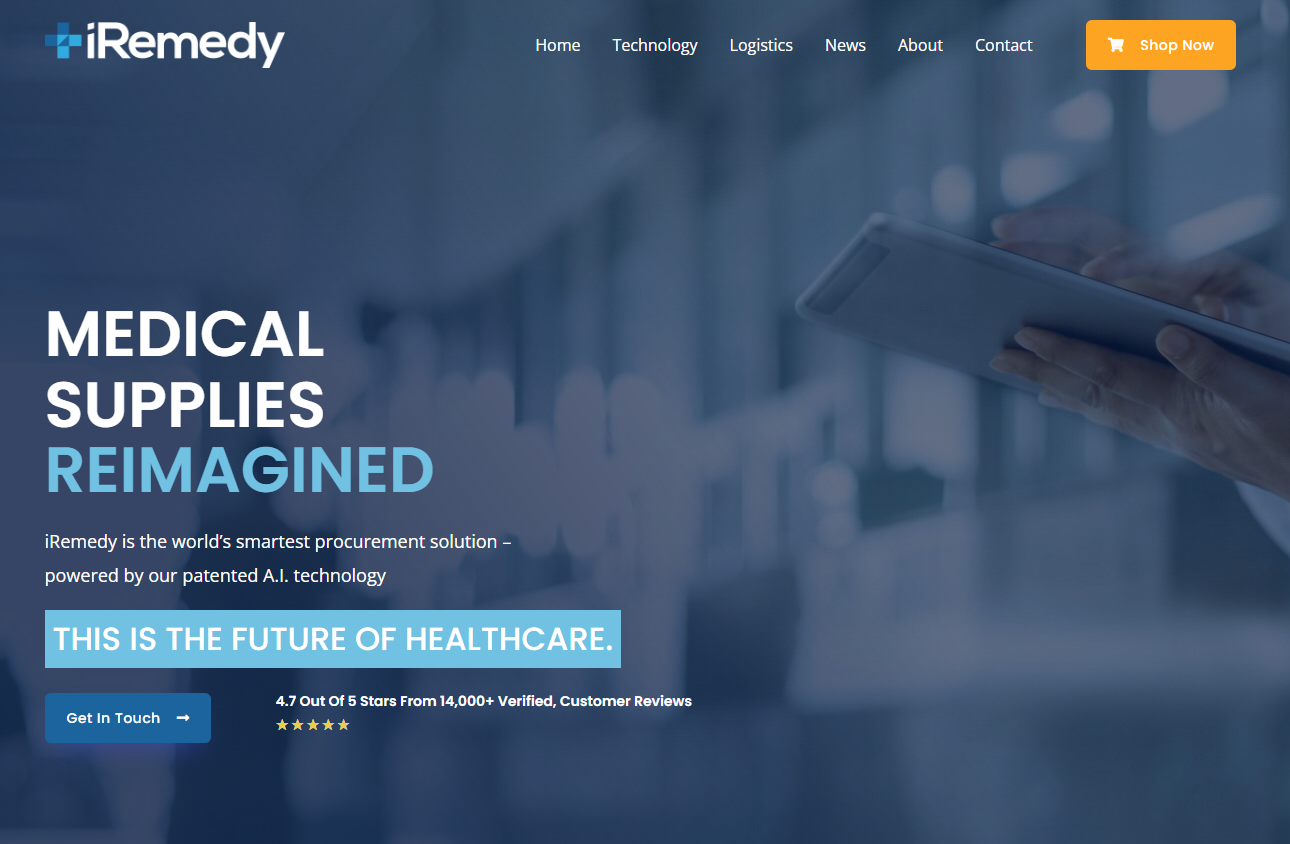 iRemedy
Home
Technology
Logistics
News
About
Contact
Shop Now
MEDICAL
SUPPLIES
REIMAGINED
iRemedy is the world’s smartest procurement solution –
powered by our patented A.I. technology
THIS IS THE FUTURE OF HEALTHCARE.
Get In Touch
4.7 Out Of 5 Stars From 14,000+ Verified, Customer Reviews